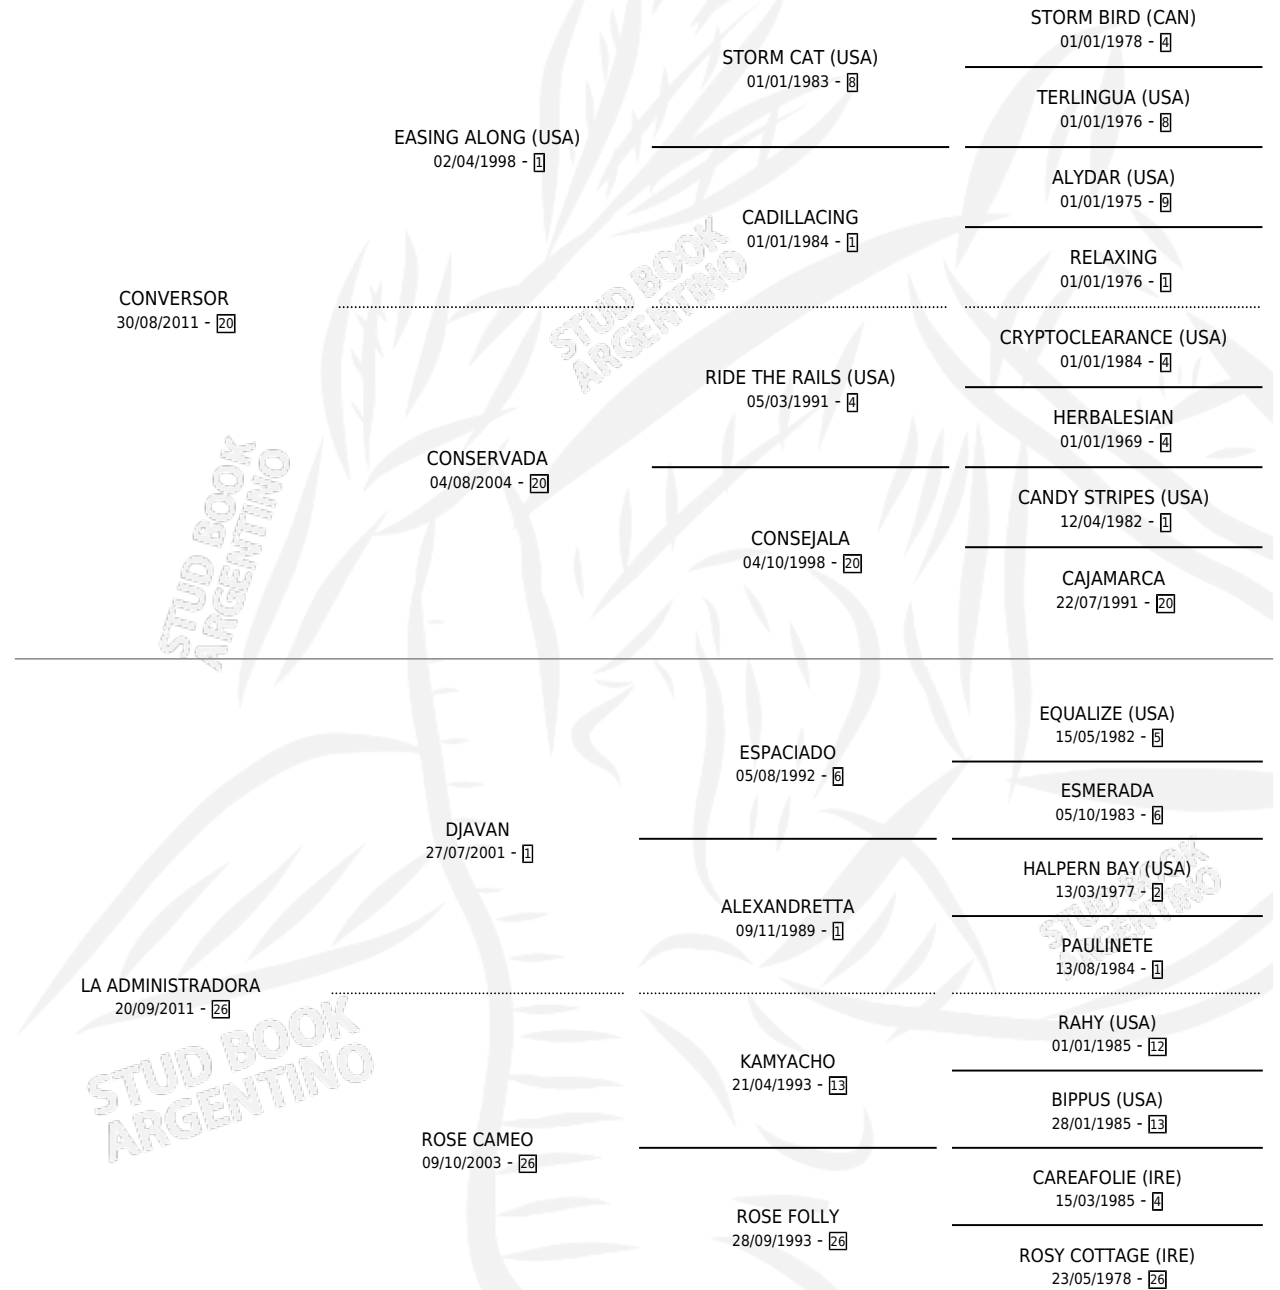 STORM BIRD (CAN)
01/01/1978 - 4
STORM CAT (USA)
01/01/1983 - 8
TERLINGUA (USA)
01/01/1976 - 8
EASING ALONG (USA)
02/04/1998 - 1
ALYDAR (USA)
01/01/1975 - 9
CADILLACING
01/01/1984 - 1
RELAXING
01/01/1976 - 1
CONVERSOR
30/08/2011 - 20
CRYPTOCLEARANCE (USA)
01/01/1984 - 4
RIDE THE RAILS (USA)
05/03/1991 - 4
HERBALESIAN
01/01/1969 - 4
CONSERVADA
04/08/2004 - 20
CANDY STRIPES (USA)
12/04/1982 - 1
CONSEJALA
04/10/1998 - 20
CAJAMARCA
22/07/1991 - 20
EQUALIZE (USA)
15/05/1982 - 5
ESPACIADO
05/08/1992 - 6
ESMERADA
05/10/1983 - 6
DJAVAN
27/07/2001 - 1
HALPERN BAY (USA)
13/03/1977 - 2
ALEXANDRETTA
09/11/1989 - 1
PAULINETE
13/08/1984 - 1
LA ADMINISTRADORA
20/09/2011 - 26
RAHY (USA)
01/01/1985 - 12
KAMYACHO
21/04/1993 - 13
BIPPUS (USA)
28/01/1985 - 13
ROSE CAMEO
09/10/2003 - 26
CAREAFOLIE (IRE)
15/03/1985 - 4
ROSE FOLLY
28/09/1993 - 26
ROSY COTTAGE (IRE)
23/05/1978 - 26
STUD BOOK
ARGENTINO
STUD BOOK
ARGENTINO
STUD BOOK
ARGENTINO
STUD BOOK
ARGENTINO